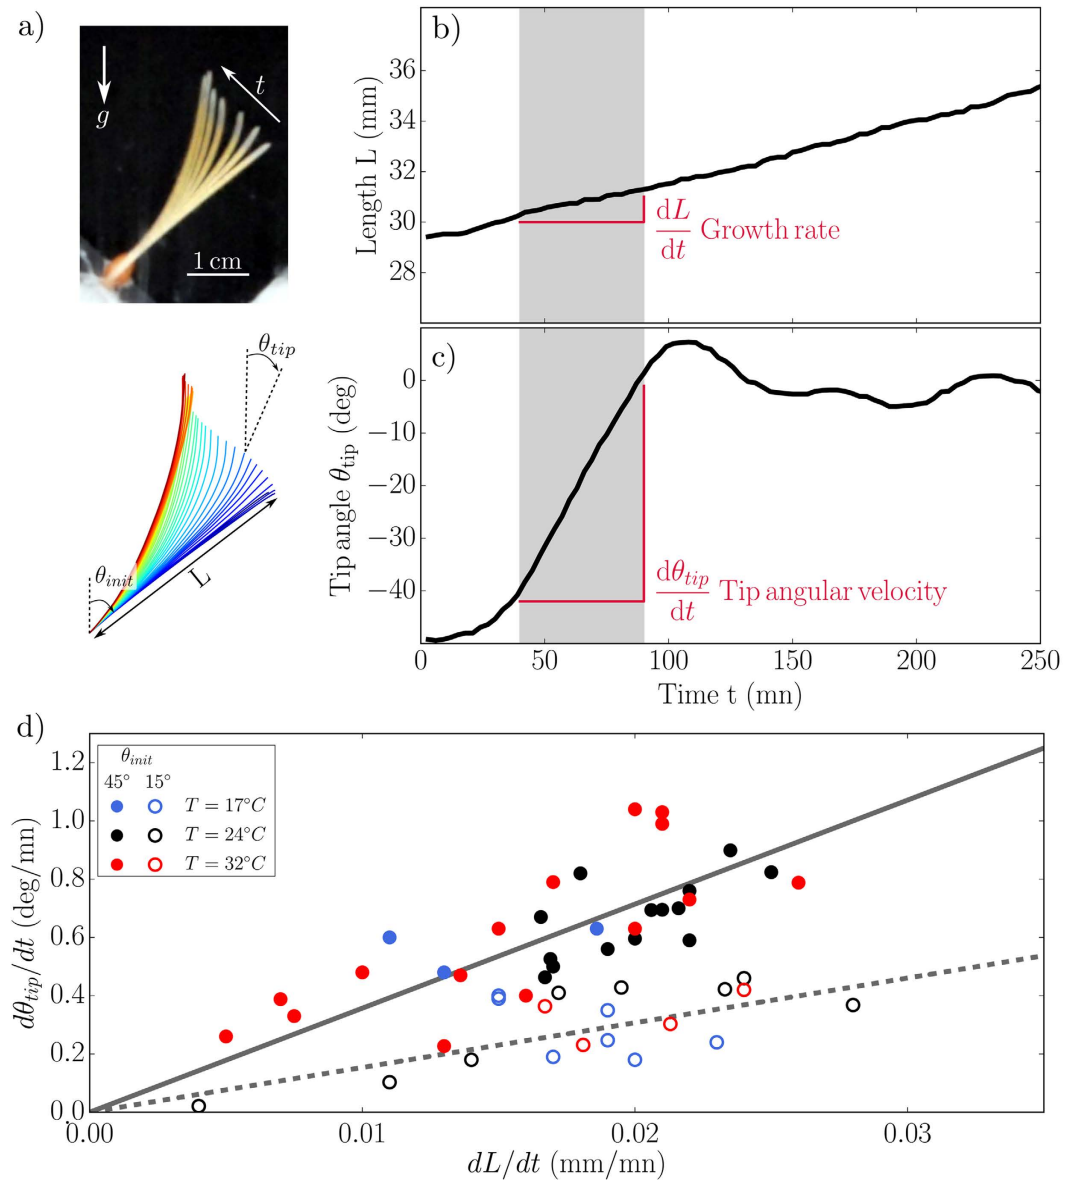 a)
g
t
1 cm
θtip
θinit
L
b)
Length L (mm)
36
34
32
30
28
dL/dt Growth rate
c)
Tip angle θtip (deg)
0
−10
−20
−30
−40
dθtip/dt Tip angular velocity
0 50 100 150 200 250
Time t (mn)
d)
dθtip/dt (deg/mn)
1.2
1.0
0.8
0.6
0.4
0.2
0.0
θinit
45° 15°
T = 17°C
T = 24°C
T = 32°C
0.00 0.01 0.02 0.03
dL/dt (mm/mn)